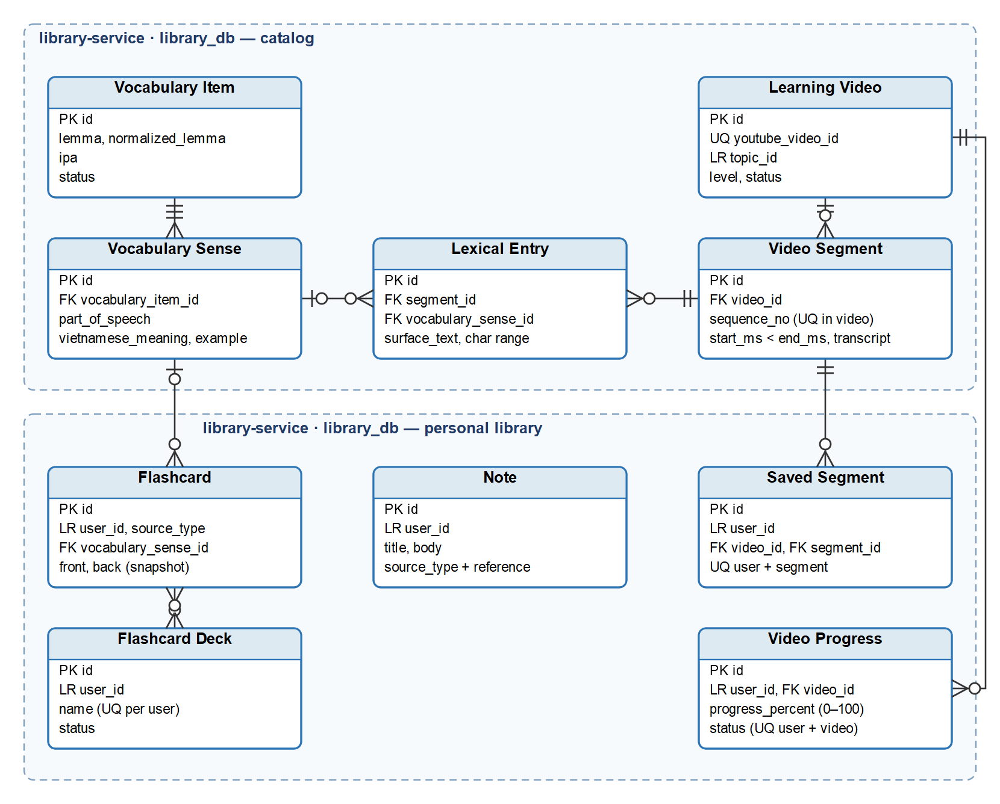 library-service · library_db — catalog
Vocabulary Item
PK id
lemma, normalized_lemma
ipa
status
Learning Video
PK id
UQ youtube_video_id
LR topic_id
level, status
Vocabulary Sense
PK id
FK vocabulary_item_id
part_of_speech
vietnamese_meaning, example
Lexical Entry
PK id
FK segment_id
FK vocabulary_sense_id
surface_text, char range
Video Segment
PK id
FK video_id
sequence_no (UQ in video)
start_ms < end_ms, transcript
library-service · library_db — personal library
Flashcard
PK id
LR user_id, source_type
FK vocabulary_sense_id
front, back (snapshot)
Note
PK id
LR user_id
title, body
source_type + reference
Saved Segment
PK id
LR user_id
FK video_id, FK segment_id
UQ user + segment
Flashcard Deck
PK id
LR user_id
name (UQ per user)
status
Video Progress
PK id
LR user_id, FK video_id
progress_percent (0–100)
status (UQ user + video)